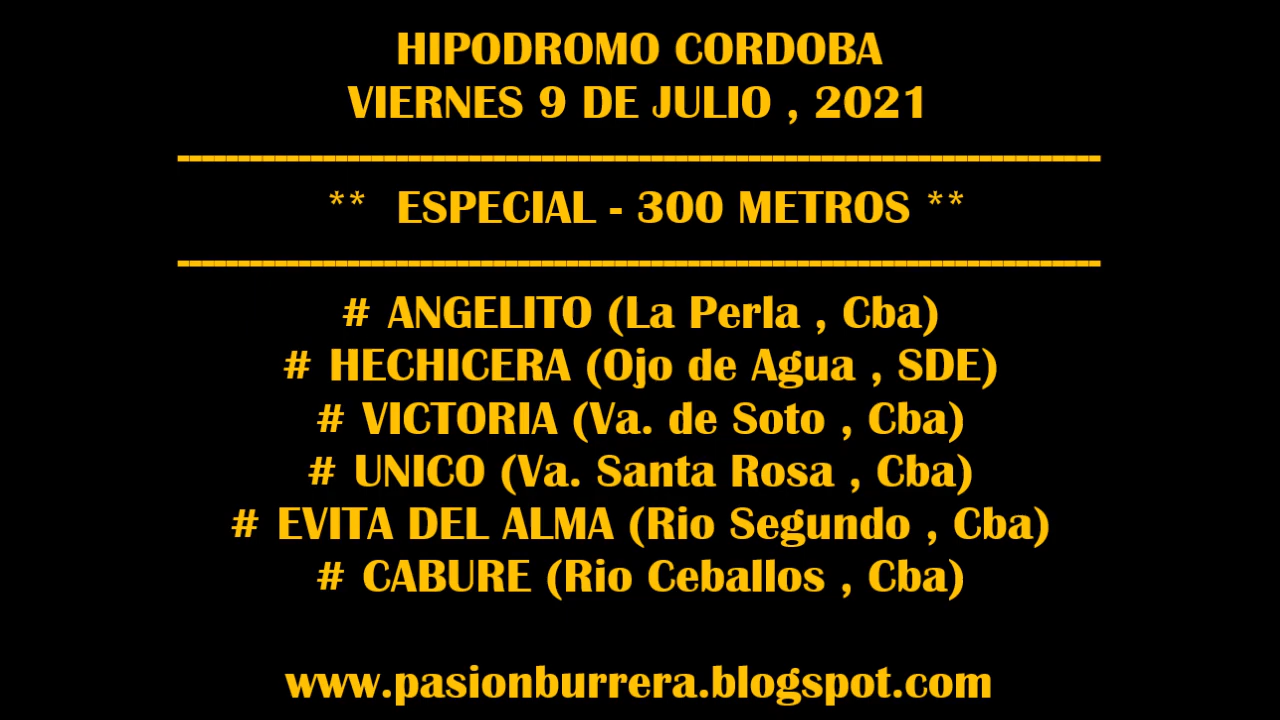 HIPODROMO CORDOBA
VIERNES 9 DE JULIO , 2021
** ESPECIAL - 300 METROS **
# ANGELITO (La Perla , Cba)
# HECHICERA (Ojo de Agua , SDE)
# VICTORIA (Va. de Soto , Cba)
# UNICO (Va. Santa Rosa , Cba)
# EVITA DEL ALMA (Rio Segundo , Cba)
# CABURE (Rio Ceballos , Cba)
www.pasionburrera.blogspot.com